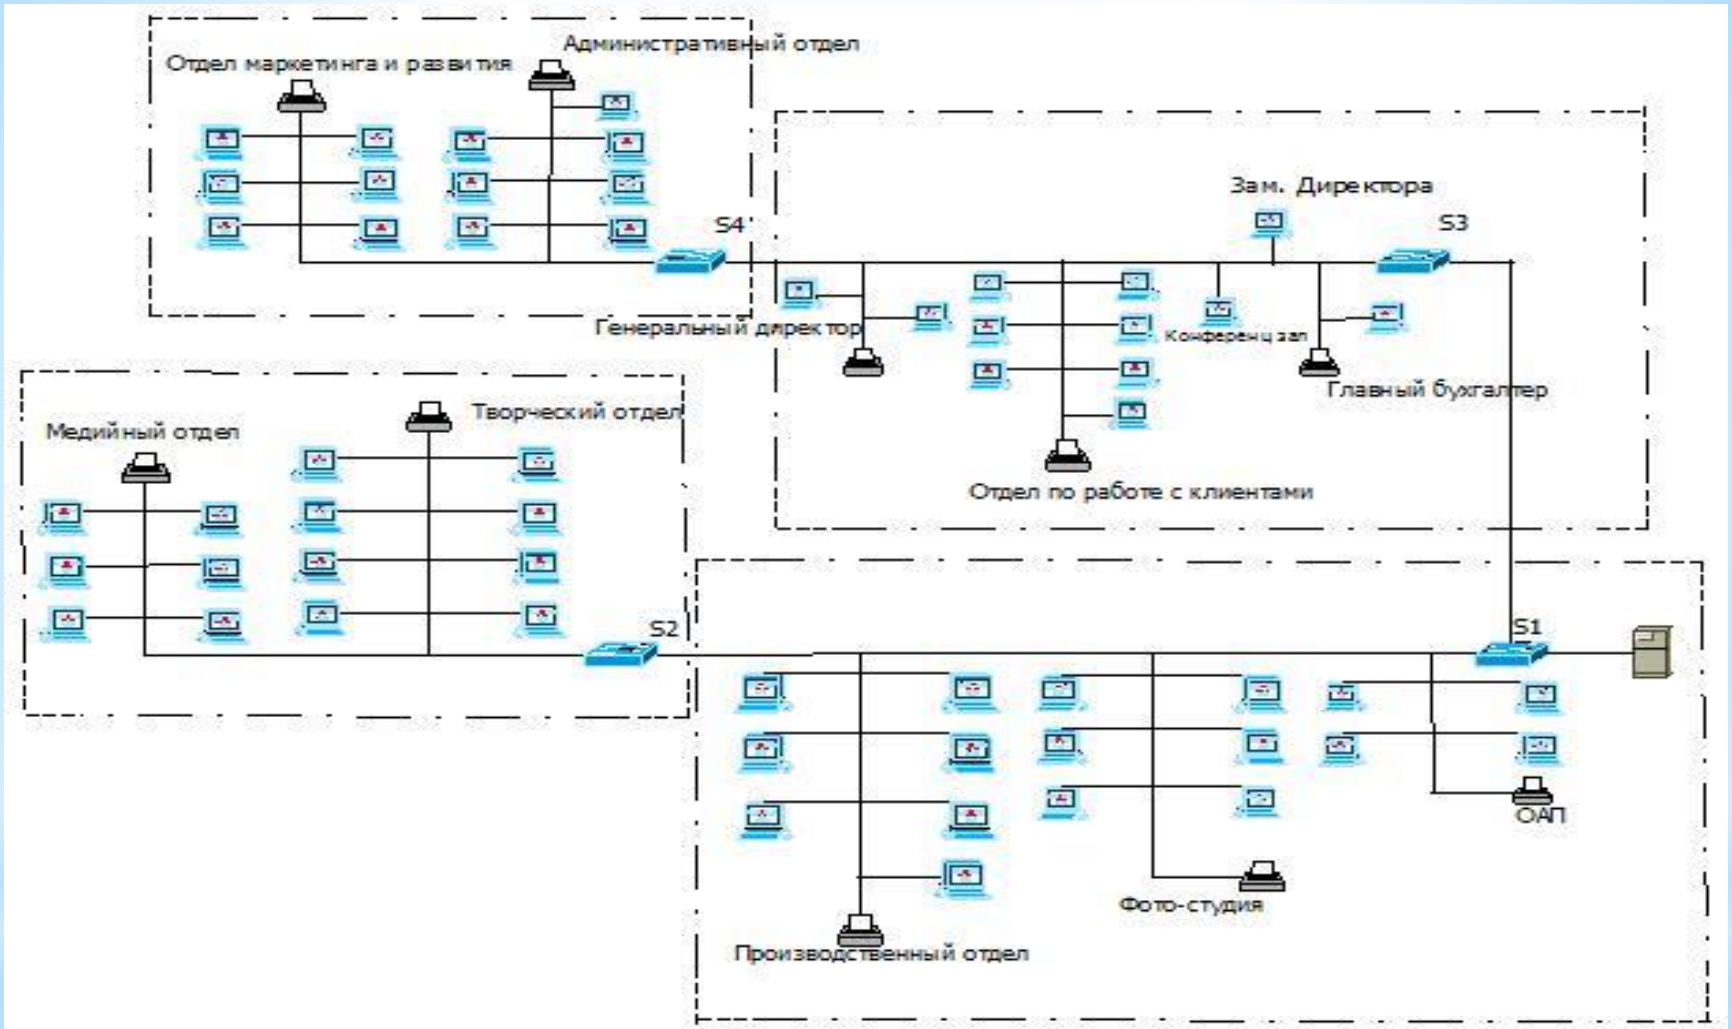 Административный отдел
Отдел маркетинга и развития
S4
Зам. Директора
S3
Генеральный директор
Конференц зал
Главный бухгалтер
Отдел по работе с клиентами
Творческий отдел
Медийный отдел
S2
S1
ОАП
Фото-студия
Производственный отдел